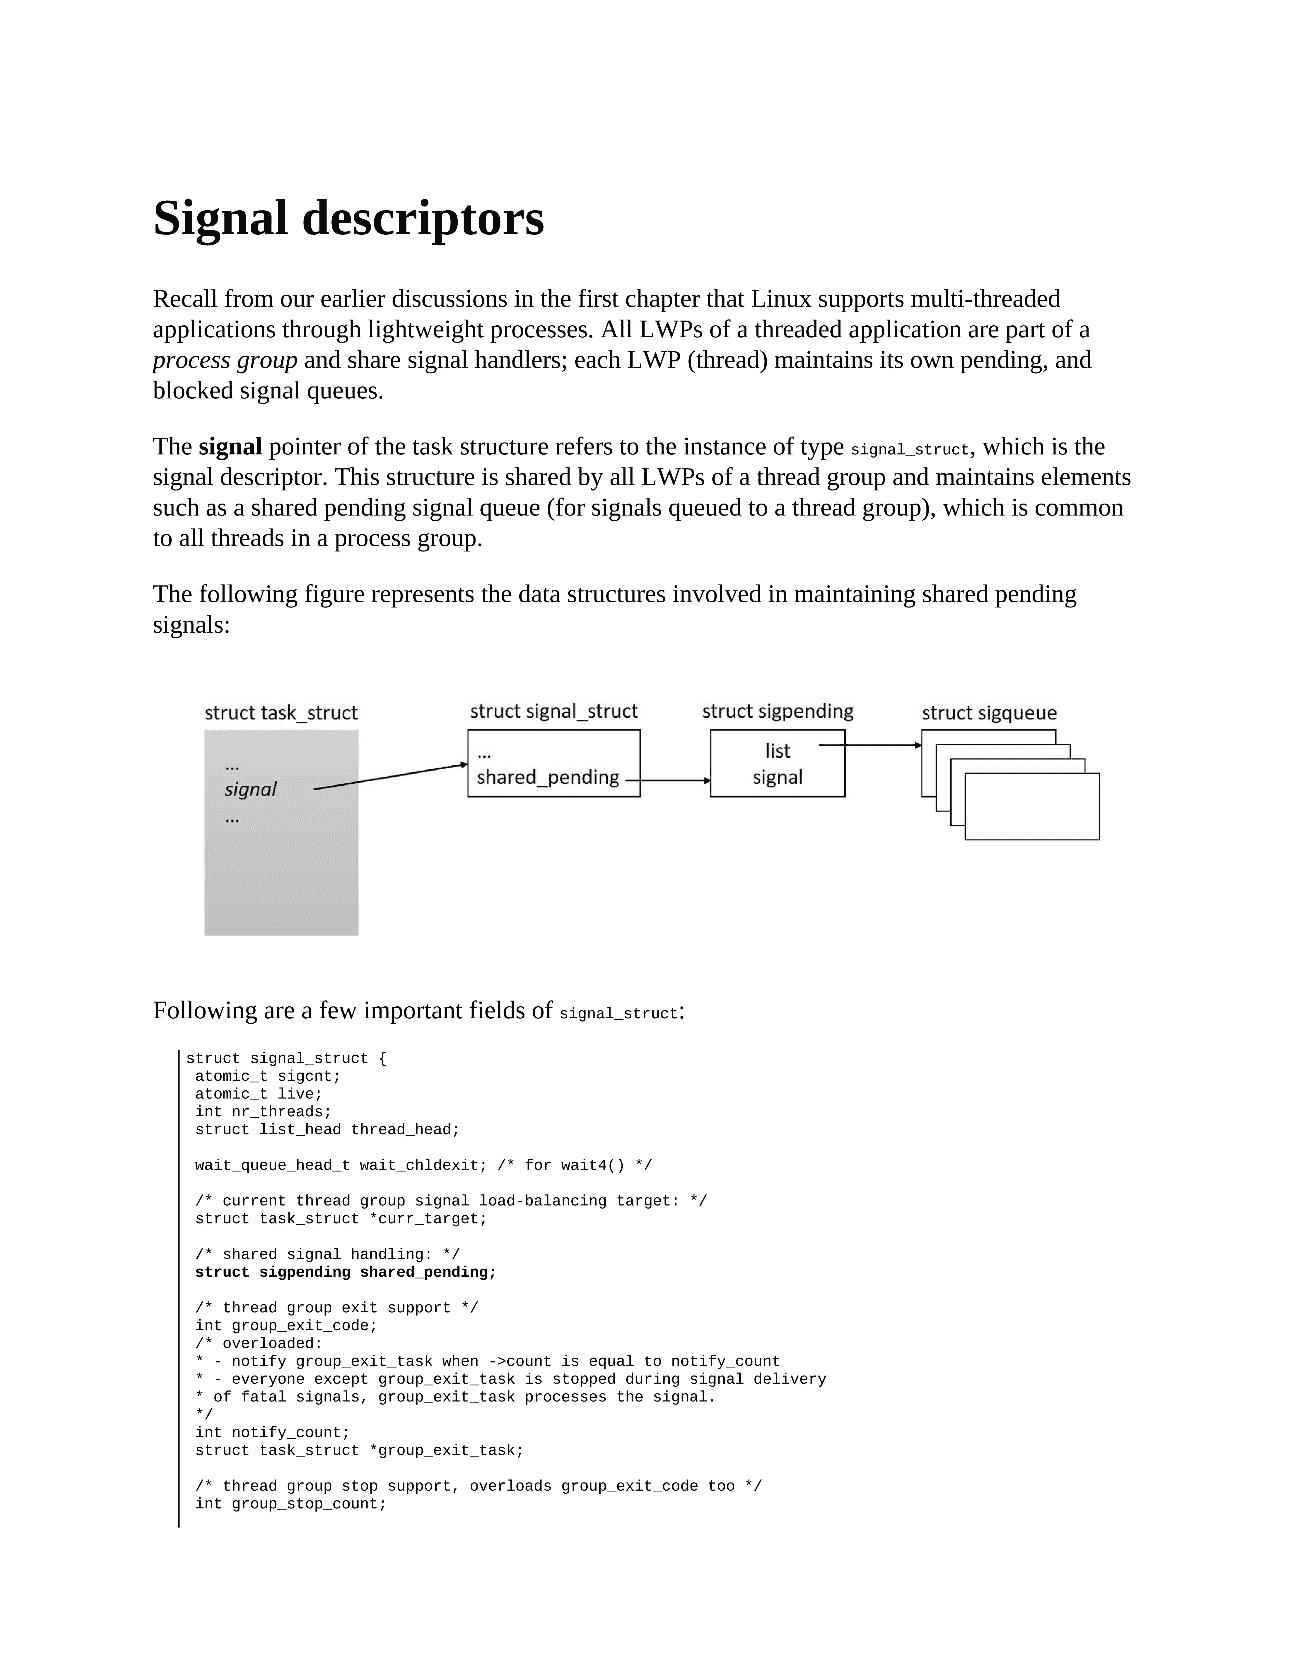 Signal descriptors
Recall from our earlier discussions in the first chapter that Linux supports multi-threaded
applications through lightweight processes. All LWPs of a threaded application are part of a
process group and share signal handlers; each LWP (thread) maintains its own pending, and
blocked signal queues.
The signal pointer of the task structure refers to the instance of type signal_struct, which is the
signal descriptor. This structure is shared by all LWPs of a thread group and maintains elements
such as a shared pending signal queue (for signals queued to a thread group), which is common
to all threads in a process group.
The following figure represents the data structures involved in maintaining shared pending
signals:
struct task_struct
...
signal
...
struct signal_struct
...
shared_pending
struct sigpending
list
signal
struct sigqueue
Following are a few important fields of signal_struct:
struct signal_struct {
atomic_t sigcnt;
atomic_t live;
int nr_threads;
struct list_head thread_head;
wait_queue_head_t wait_chldexit; /* for wait4() */
/* current thread group signal load-balancing target: */
struct task_struct *curr_target;
/* shared signal handling: */
struct sigpending shared_pending;
/* thread group exit support */
int group_exit_code;
/* overloaded:
* - notify group_exit_task when ->count is equal to notify_count
* - everyone except group_exit_task is stopped during signal delivery
* of fatal signals, group_exit_task processes the signal.
*/
int notify_count;
struct task_struct *group_exit_task;
/* thread group stop support, overloads group_exit_code too */
int group_stop_count;